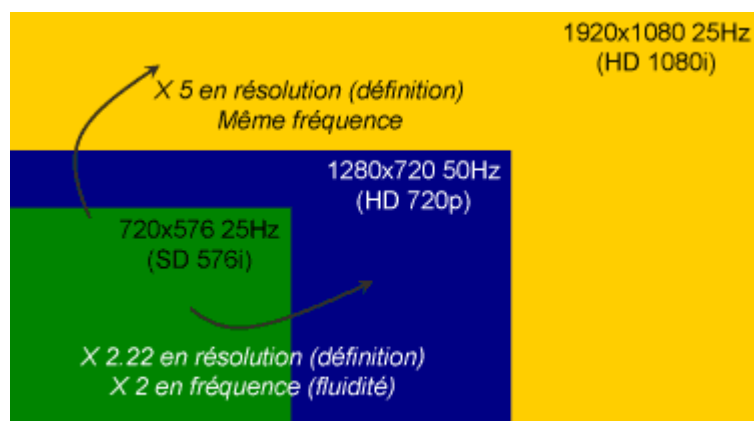 1920x1080 25Hz
(HD 1080i)
X 5 en résolution (définition)
Même fréquence
1280x720 50Hz
(HD 720p)
720x576 25Hz
(SD 576i)
X 2.22 en résolution (définition)
X 2 en fréquence (fluidité)